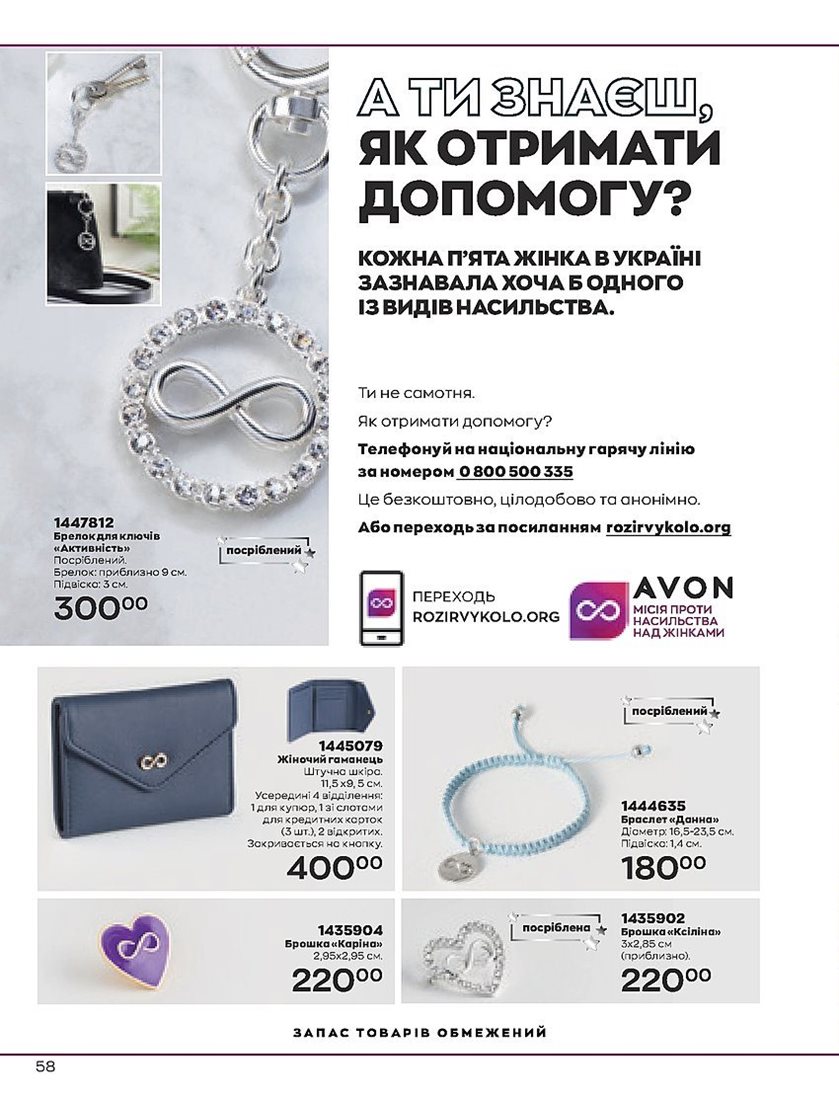 А ТИ ЗНАЄШ,
ЯК ОТРИМАТИ
ДОПОМОГУ?
КОЖНА П'ЯТА ЖІНКА В УКРАЇНІ
ЗАЗНАВАЛА ХОЧА Б ОДНОГО
ІЗ ВИДІВ НАСИЛЬСТВА.
Ти не самотня.
Як отримати допомогу?
Телефонуй на національну гарячу лінію
за номером 0 800 500 335
Це безкоштовно, цілодобово та анонімно.
Або переходь за посиланням rozirvykolo.org
ПЕРЕХОДЬ
ROZIRVYKOLO.ORG
AVON
МІСІЯ ПРОТИ
НАСИЛЬСТВА
НАД ЖІНКАМИ
1447812
Брелок для ключів
«Активність»
Посріблений.
Брелок: приблизно 9 см.
Підвіска: 3 см.
300⁰⁰
посріблений
1445079
Жіночий гаманець
Штучна шкіра.
11,5 x9, 5 см.
Усередині 4 відділення:
1 для купюр, 1 зі слотами
для кредитних карток
(3 шт.), 2 відкритих.
Закривається на кнопку.
400⁰⁰
посріблений
1444635
Браслет «Данна»
Діаметр: 16,5-23,5 см.
Підвіска: 1,4 см.
180⁰⁰
1435904
Брошка «Каріна»
2,95x2,95 см.
220⁰⁰
посріблена
1435902
Брошка «Ксіліна»
3x2,85 см
(приблизно).
220⁰⁰
ЗАПАС ТОВАРІВ ОБМЕЖЕНИЙ
58